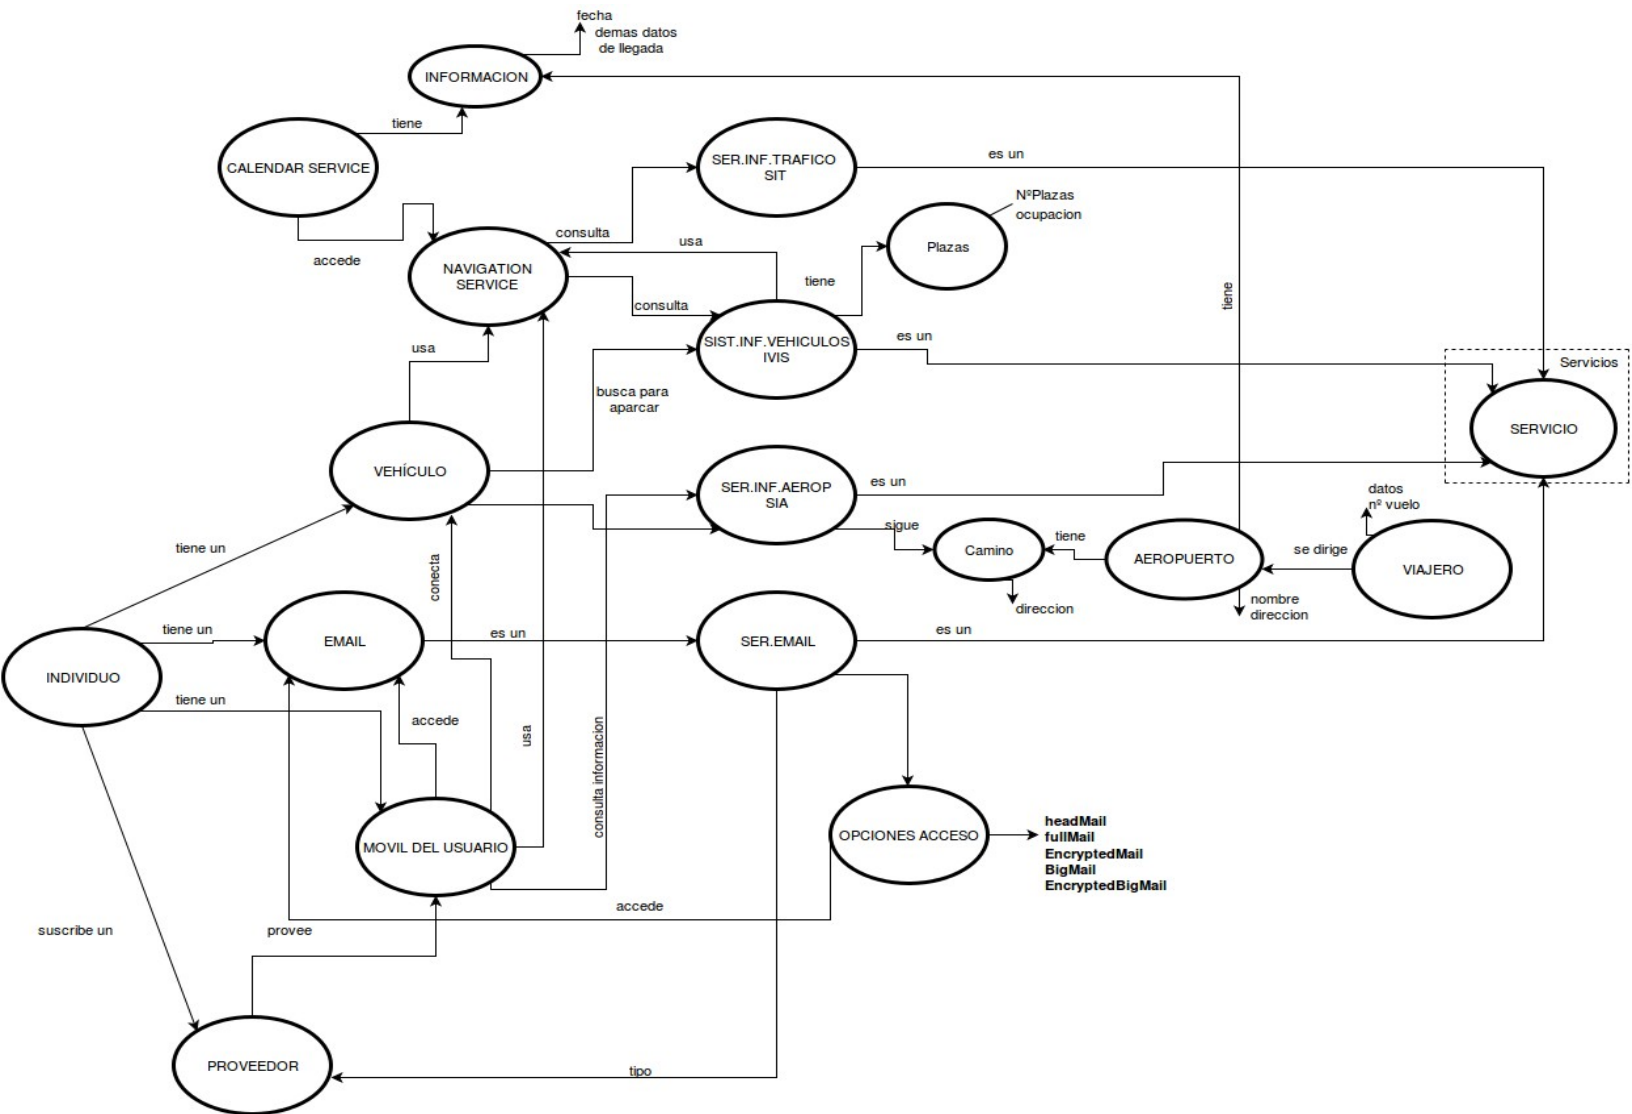 fecha
demas datos
de llegada
INFORMACION
tiene
CALENDAR SERVICE
SER.INF.TRAFICO
SIT
es un
NºPlazas
ocupacion
Plazas
consulta
usa
accede
NAVIGATION
SERVICE
tiene
tiene
consulta
SIST.INF.VEHICULOS
IVIS
es un
usa
Servicios
busca para
aparcar
SERVICIO
VEHÍCULO
SER.INF.AEROP
SIA
es un
datos
nº vuelo
sigue
Camino
tiene
AEROPUERTO
se dirige
VIAJERO
tiene un
conecta
nombre
direccion
direccion
tiene un
EMAIL
es un
SER.EMAIL
es un
INDIVIDUO
tiene un
accede
usa
consulta informacion
MOVIL DEL USUARIO
OPCIONES ACCESO
headMail
fullMail
EncryptedMail
BigMail
EncryptedBigMail
accede
suscribe un
provee
PROVEEDOR
tipo